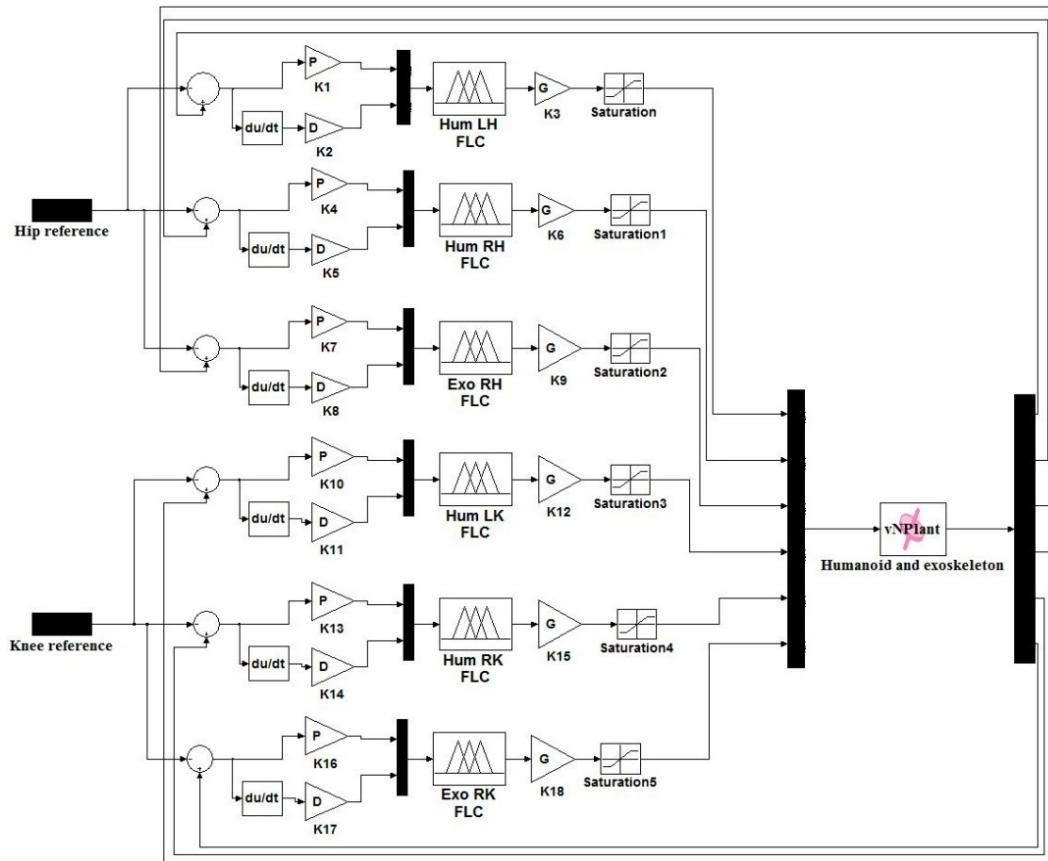 P
K1
du/dt
D
K2
Hum LH
FLC
G
K3
Saturation
Hip reference
P
K4
du/dt
D
K5
Hum RH
FLC
G
K6
Saturation1
P
K7
du/dt
D
K8
Exo RH
FLC
G
K9
Saturation2
P
K10
du/dt
D
K11
Hum LK
FLC
G
K12
Saturation3
Knee reference
P
K13
du/dt
D
K14
Hum RK
FLC
G
K15
Saturation4
P
K16
du/dt
D
K17
Exo RK
FLC
G
K18
Saturation5
vNPlant
Humanoid and exoskeleton